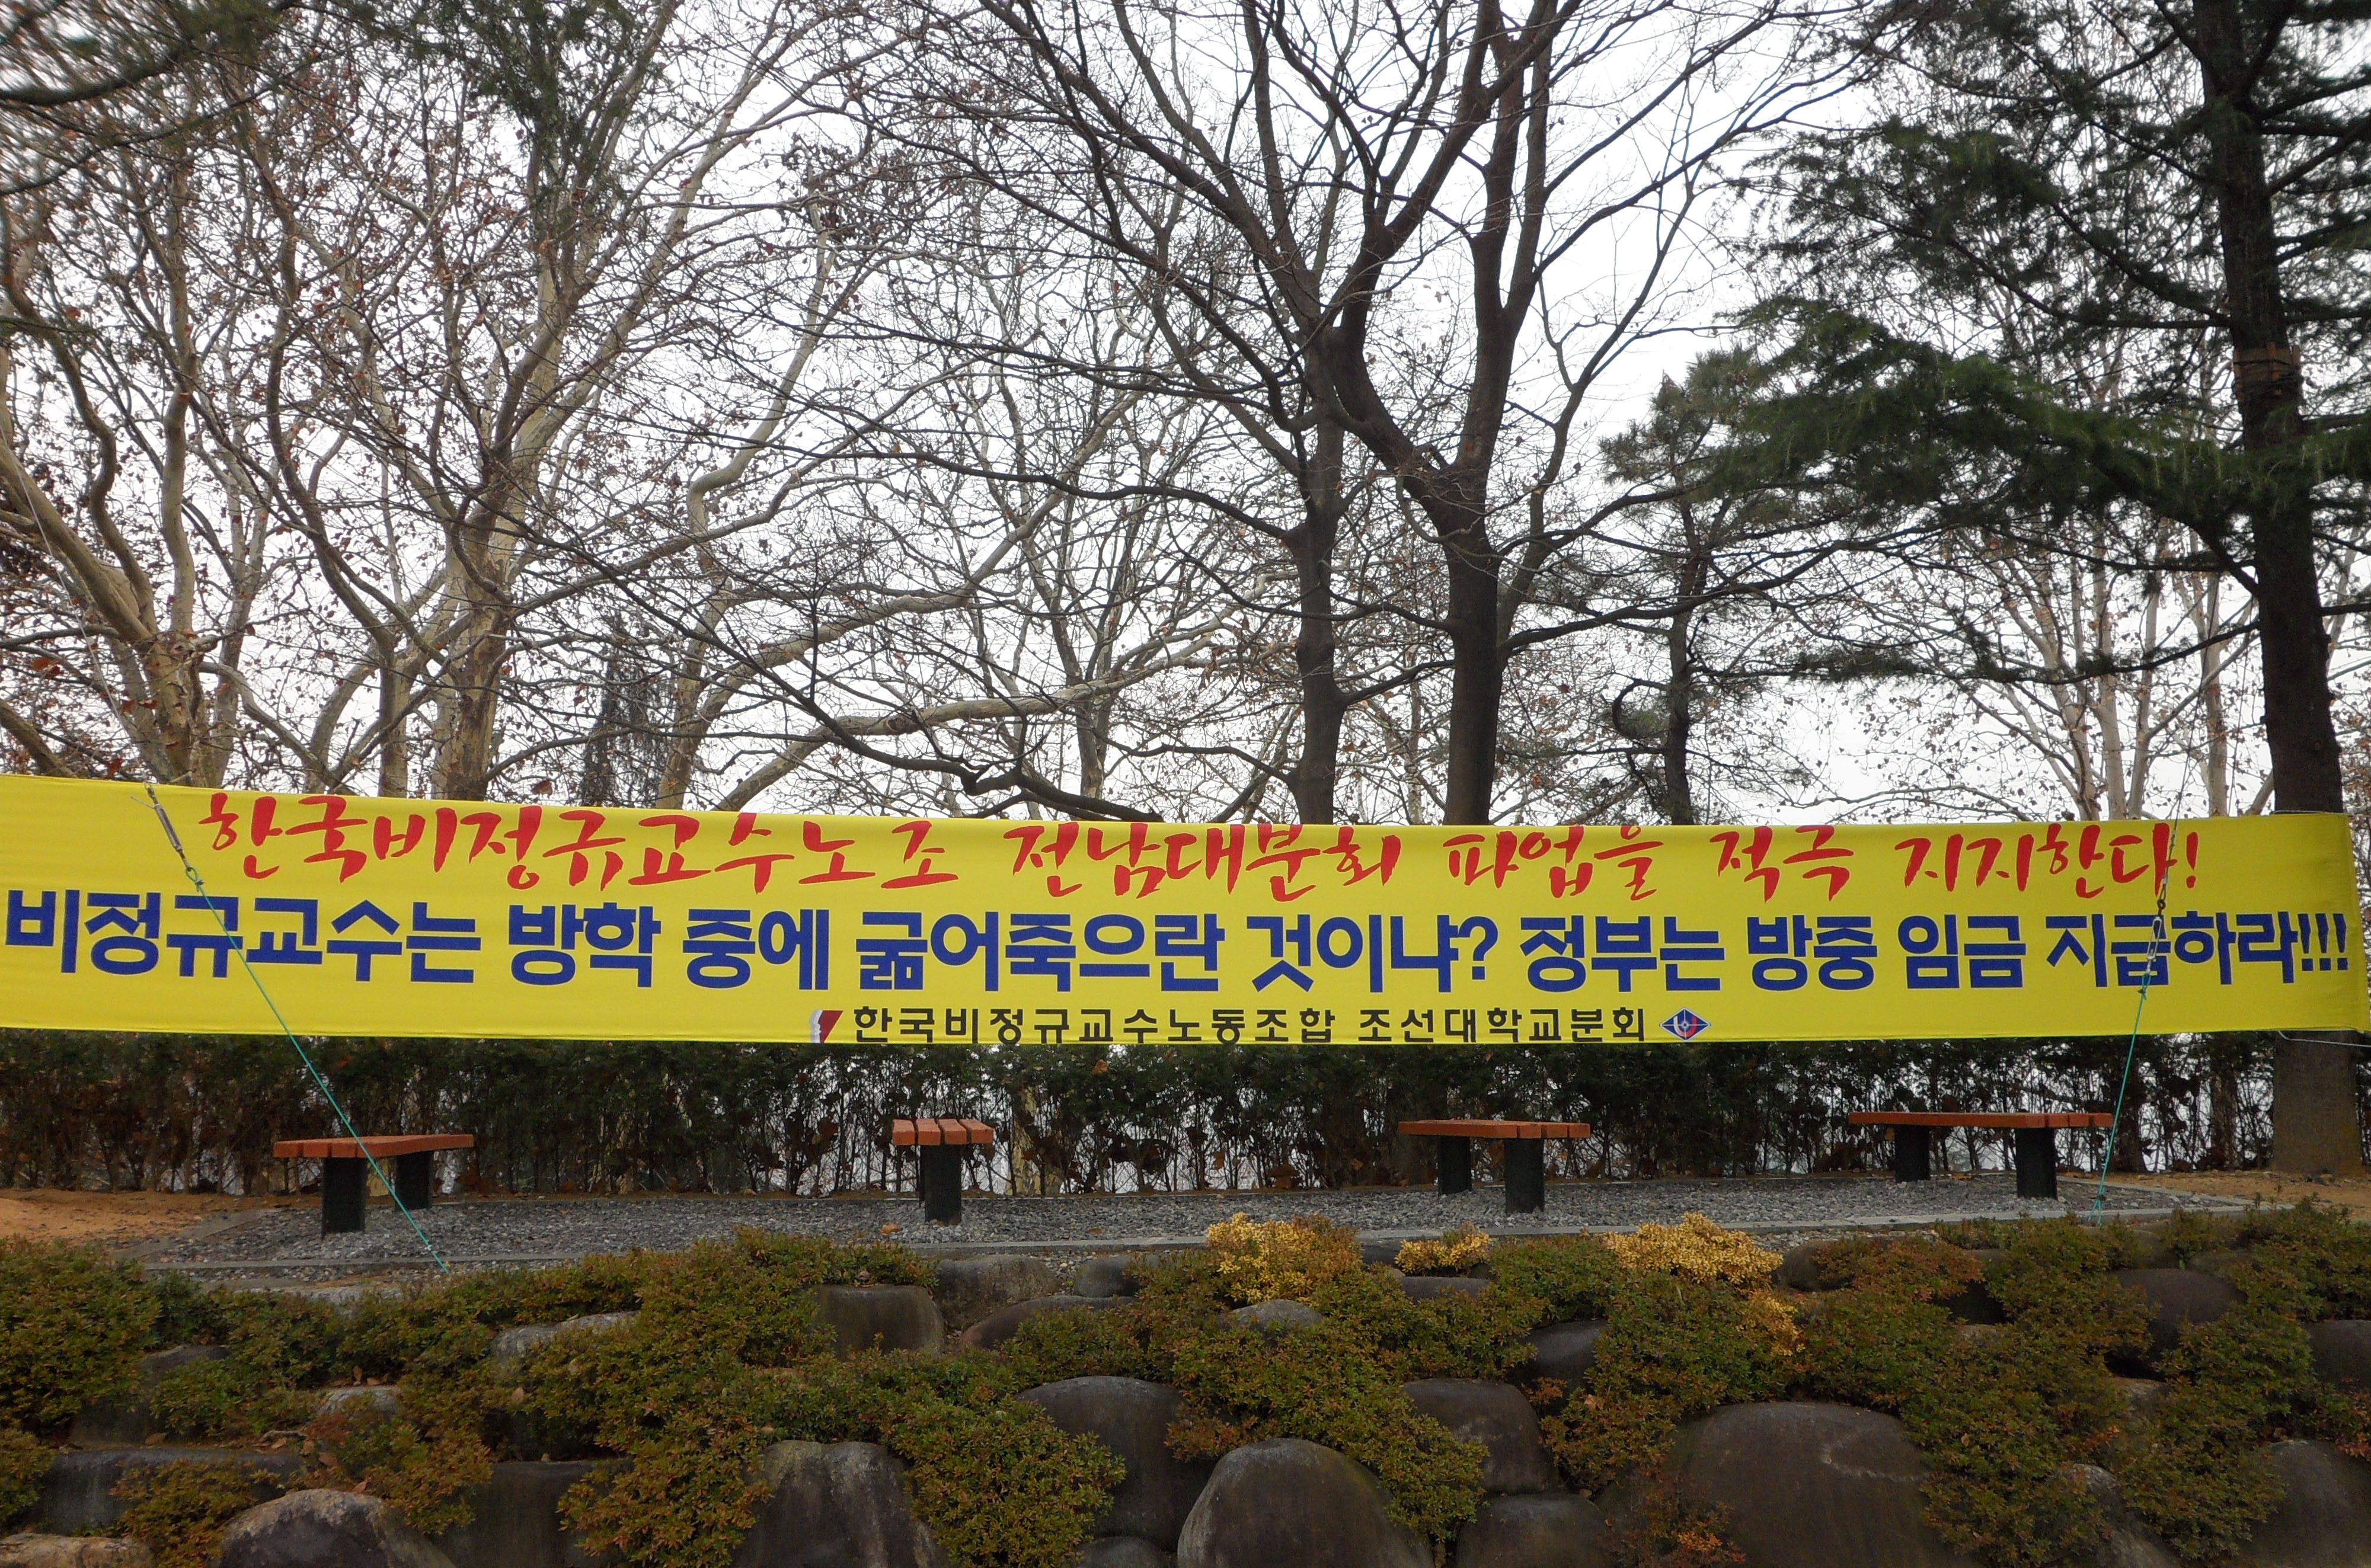 한국비정규교수노조 전남대분회 파업을 적극 지지한다!
비정규교수는 방학 중에 굶어죽으란 것이냐? 정부는 방중 임금 지급하라!!!
한국비정규교수노동조합 조선대학교분회